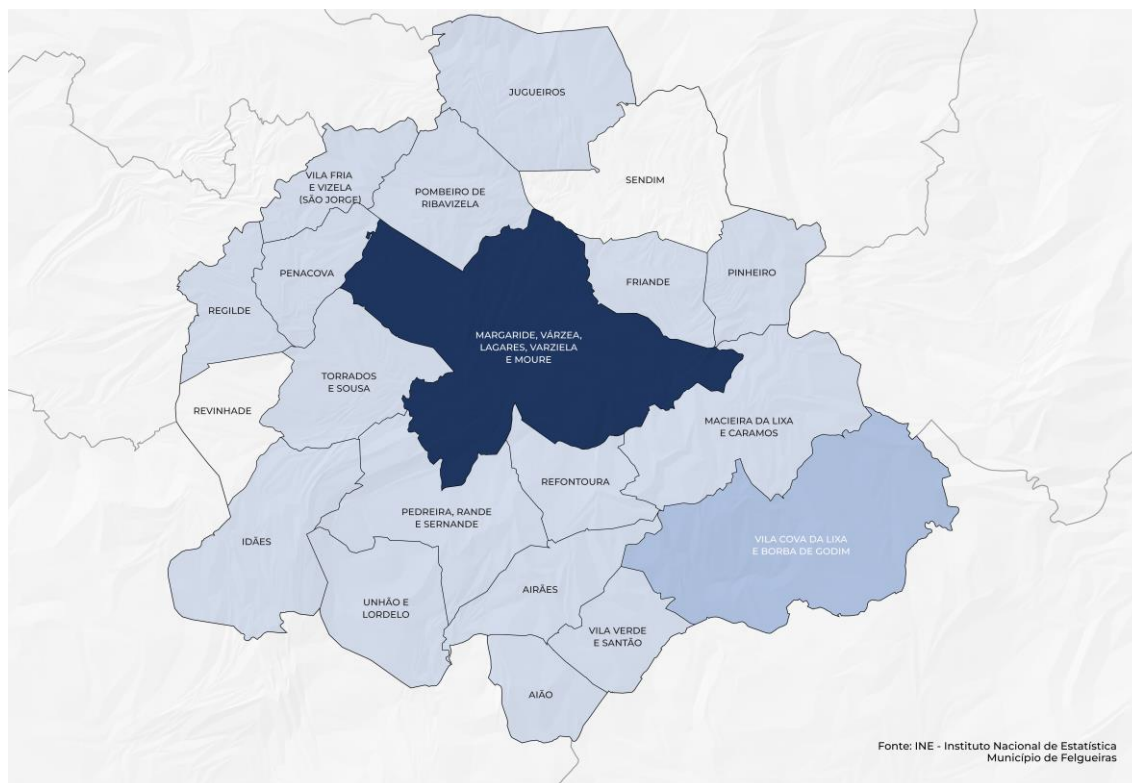 JUGUEIROS
SENDIM
VILA FRIA
E VIZELA
(SÃO JORGE)
POMBEIRO DE
RIBAVIZELA
PENACOVA
FRIANDE
PINHEIRO
REGILDE
MARGARIDE, VÁRZEA,
LAGARES, VARZIELA
E MOURE
TORRADOS
E SOUSA
REVINHADE
MACIEIRA DA LIXA
E CARAMOS
REFONTOURA
PEDREIRA, RANDE
E SERNANDE
IDÃES
VILA COVA DA LIXA
E BORBA DE GODIM
AIRÃES
UNHÃO E
LORDELO
VILA VERDE
E SANTÃO
AIÃO
Fonte: INE - Instituto Nacional de Estatística
Município de Felgueiras